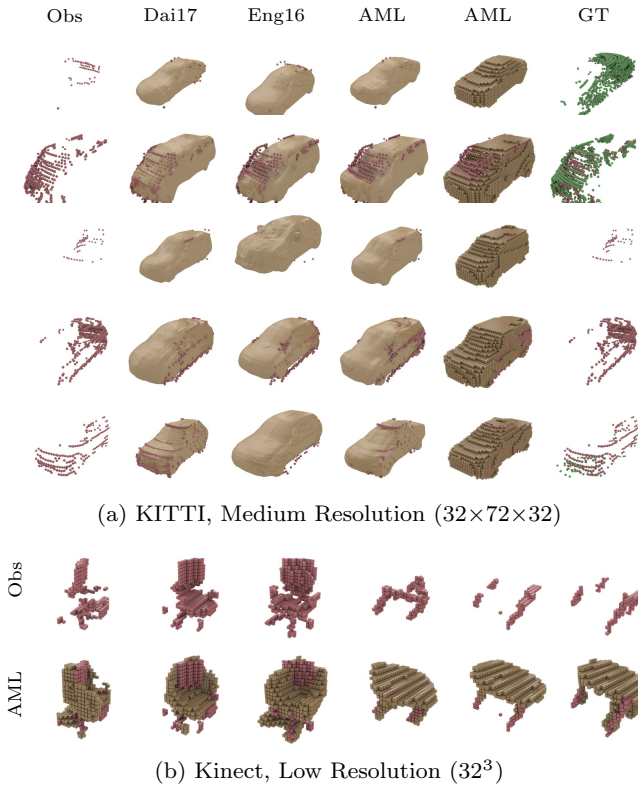 Obs Dai17 Eng16 AML AML GT
(a) KITTI, Medium Resolution (32×72×32)
Obs
AML
(b) Kinect, Low Resolution (32³)